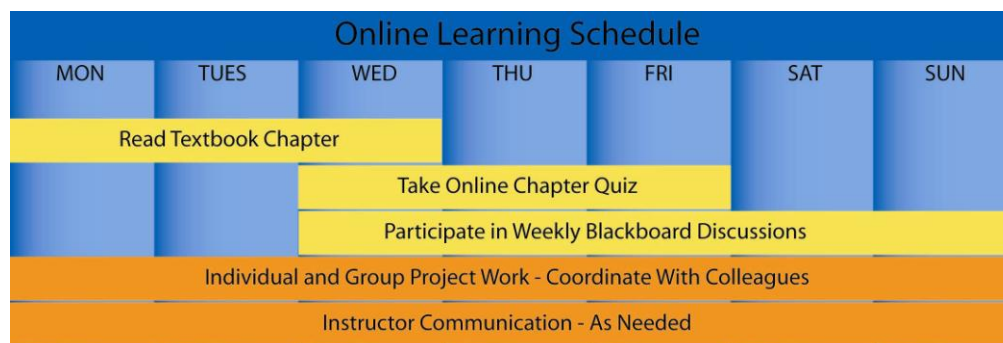 Online Learning Schedule
MON TUES WED THU FRI SAT SUN
Read Textbook Chapter
Take Online Chapter Quiz
Participate in Weekly Blackboard Discussions
Individual and Group Project Work - Coordinate With Colleagues
Instructor Communication - As Needed